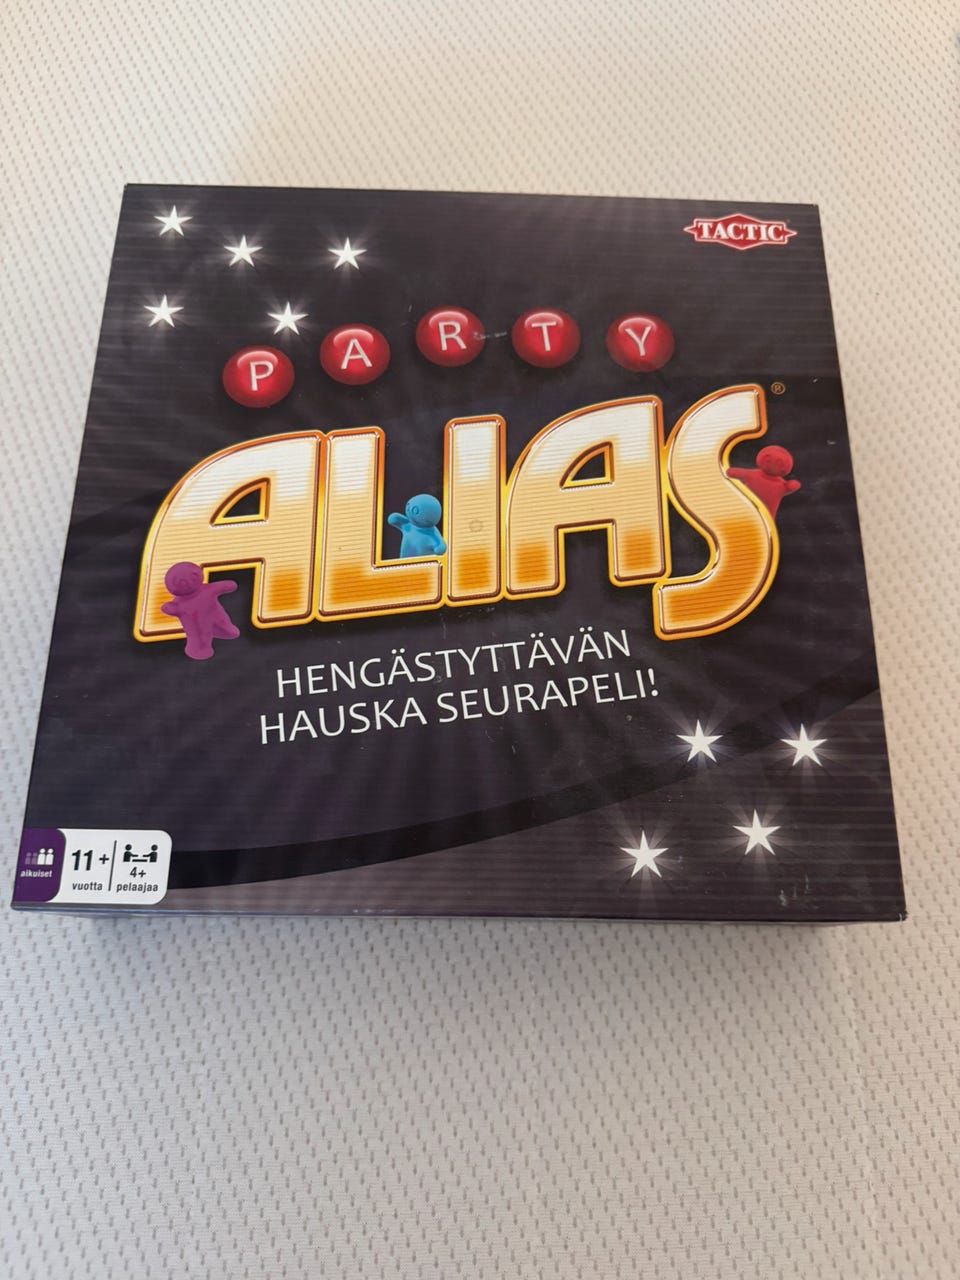 TACTIC
PARTY
ALIAS®
HENGÄSTYTTÄVÄN
HAUSKA SEURAPELI!
aikuiset
11+
vuotta
4+
pelaajaa